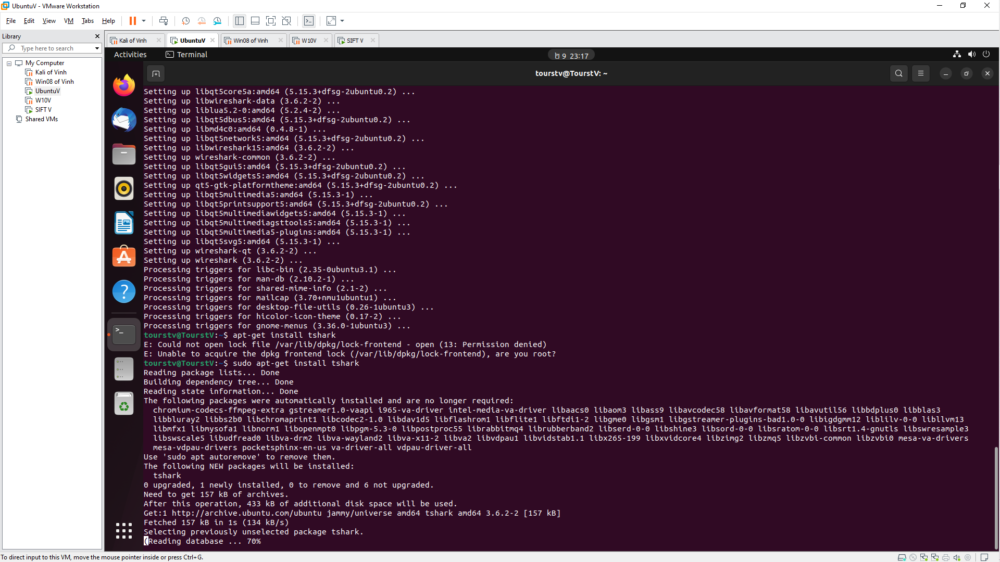 UbuntuV - VMware Workstation
File Edit View VM Tabs Help
Library
Type here to search
My Computer
Kali of Vinh
Win08 of Vinh
UbuntuV
W10V
SIFT V
Shared VMs
Kali of Vinh UbuntuV Win08 of Vinh W10V SIFT V
Activities Terminal 9 23:17
tourstv@TourstV: ~
Setting up libqt5core5a:amd64 (5.15.3+dfsg-2ubuntu0.2) ...
Setting up libwireshark-data (3.6.2-2) ...
Setting up liblua5.2-0:amd64 (5.2.4-2) ...
Setting up libqt5dbus5:amd64 (5.15.3+dfsg-2ubuntu0.2) ...
Setting up libmd4c0:amd64 (0.4.8-1) ...
Setting up libqt5network5:amd64 (5.15.3+dfsg-2ubuntu0.2) ...
Setting up libwireshark15:amd64 (3.6.2-2) ...
Setting up wireshark-common (3.6.2-2) ...
Setting up libqt5gui5:amd64 (5.15.3+dfsg-2ubuntu0.2) ...
Setting up libqt5widgets5:amd64 (5.15.3+dfsg-2ubuntu0.2) ...
Setting up qt5-gtk-platformtheme:amd64 (5.15.3+dfsg-2ubuntu0.2) ...
Setting up libqt5multimedia5:amd64 (5.15.3-1) ...
Setting up libqt5printsupport5:amd64 (5.15.3+dfsg-2ubuntu0.2) ...
Setting up libqt5multimediawidgets5:amd64 (5.15.3-1) ...
Setting up libqt5multimediagsttools5:amd64 (5.15.3-1) ...
Setting up libqt5multimedia5-plugins:amd64 (5.15.3-1) ...
Setting up libqt5svg5:amd64 (5.15.3-1) ...
Setting up wireshark-qt (3.6.2-2) ...
Setting up wireshark (3.6.2-2) ...
Processing triggers for libc-bin (2.35-0ubuntu3.1) ...
Processing triggers for man-db (2.10.2-1) ...
Processing triggers for shared-mime-info (2.1-2) ...
Processing triggers for mailcap (3.70+nmu1ubuntu1) ...
Processing triggers for desktop-file-utils (0.26-1ubuntu3) ...
Processing triggers for hicolor-icon-theme (0.17-2) ...
Processing triggers for gnome-menus (3.36.0-1ubuntu3) ...
tourstv@TourstV:~$ apt-get install tshark
E: Could not open lock file /var/lib/dpkg/lock-frontend - open (13: Permission denied)
E: Unable to acquire the dpkg frontend lock (/var/lib/dpkg/lock-frontend), are you root?
tourstv@TourstV:~$ sudo apt-get install tshark
Reading package lists... Done
Building dependency tree... Done
Reading state information... Done
The following packages were automatically installed and are no longer required:
chromium-codecs-ffmpeg-extra gstreamer1.0-vaapi i965-va-driver intel-media-va-driver libaacs0 libaom3 libass9 libavcodec58 libavformat58 libavutil56 libbdplus0 libblas3
libbluray2 libbs2b0 libchromaprint1 libcodec2-1.0 libdav1d5 libflashrom1 libflite1 libftdi1-2 libgme0 libgsm1 libgstreamer-plugins-bad1.0-0 libigdgmm12 liblilv-0-0 libllvm13
libmfx1 libmysofa1 libnorm1 libopenmpt0 libpgm-5.3-0 libpostproc55 librabbitmq4 librubberband2 libserd-0-0 libshine3 libsord-0-0 libsratom-0-0 libsrt1.4-gnutls libswresample3
libswscale5 libudfread0 libva-drm2 libva-wayland2 libva-x11-2 libva2 libvdpau1 libvidstab1.1 libx265-199 libxvidcore4 libzimg2 libzmq5 libzvbi-common libzvbi0 mesa-va-drivers
mesa-vdpau-drivers pocketsphinx-en-us va-driver-all vdpau-driver-all
Use 'sudo apt autoremove' to remove them.
The following NEW packages will be installed:
tshark
0 upgraded, 1 newly installed, 0 to remove and 6 not upgraded.
Need to get 157 kB of archives.
After this operation, 433 kB of additional disk space will be used.
Get:1 http://archive.ubuntu.com/ubuntu jammy/universe amd64 tshark amd64 3.6.2-2 [157 kB]
Fetched 157 kB in 1s (134 kB/s)
Selecting previously unselected package tshark.
(Reading database ... 70%
To direct input to this VM, move the mouse pointer inside or press Ctrl+G.